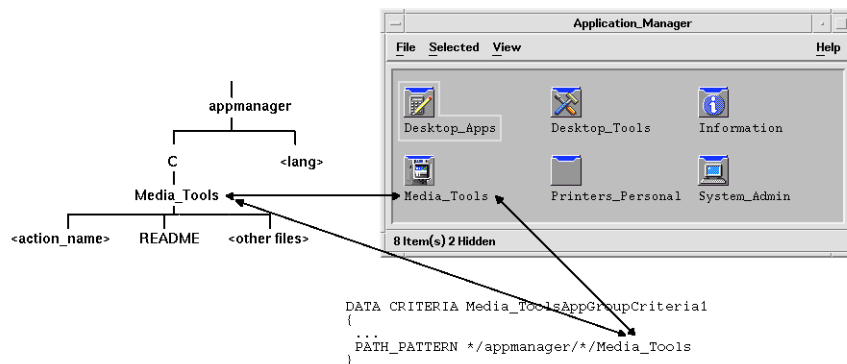 Application_Manager
File Selected View Help
appmanager
C <lang>
Media_Tools
<action_name> README <other files>
Desktop_Apps Desktop_Tools Information
Media_Tools Printers_Personal System_Admin
8 Item(s) 2 Hidden
DATA CRITERIA Media_ToolsAppGroupCriteria1
{
...
PATH_PATTERN */appmanager/*/Media_Tools
}